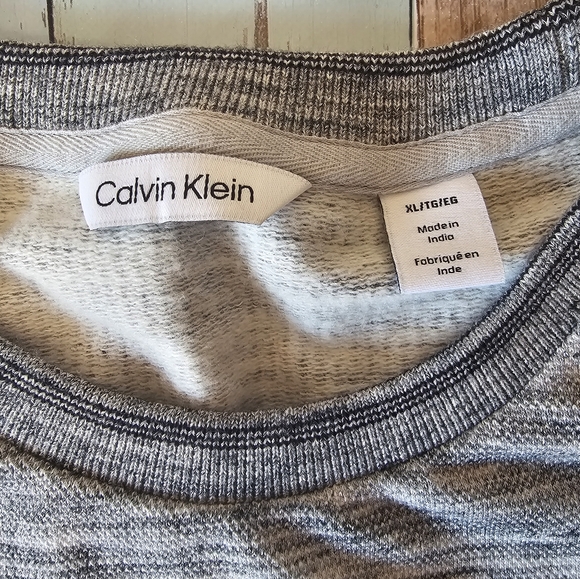 Calvin Klein
XL/TG/EG
Made in
India
Fabriqué en
Inde